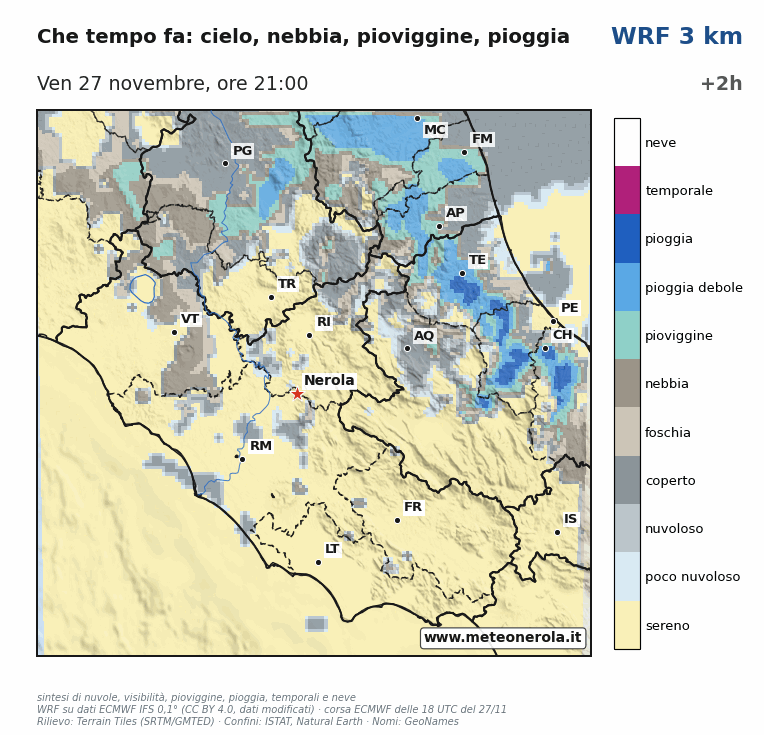 Che tempo fa: cielo, nebbia, pioviggine, pioggia
WRF 3 km
Ven 27 novembre, ore 21:00
+2h
MC
FM
PG
AP
TE
TR
PE
VT
RI
AQ
CH
Nerola
RM
FR
IS
LT
www.meteonerola.it
neve
temporale
pioggia
pioggia debole
pioviggine
nebbia
foschia
coperto
nuvoloso
poco nuvoloso
sereno
sintesi di nuvole, visibilità, pioviggine, pioggia, temporali e neve
WRF su dati ECMWF IFS 0,1° (CC BY 4.0, dati modificati) · corsa ECMWF delle 18 UTC del 27/11
Rilievo: Terrain Tiles (SRTM/GMTED) · Confini: ISTAT, Natural Earth · Nomi: GeoNames